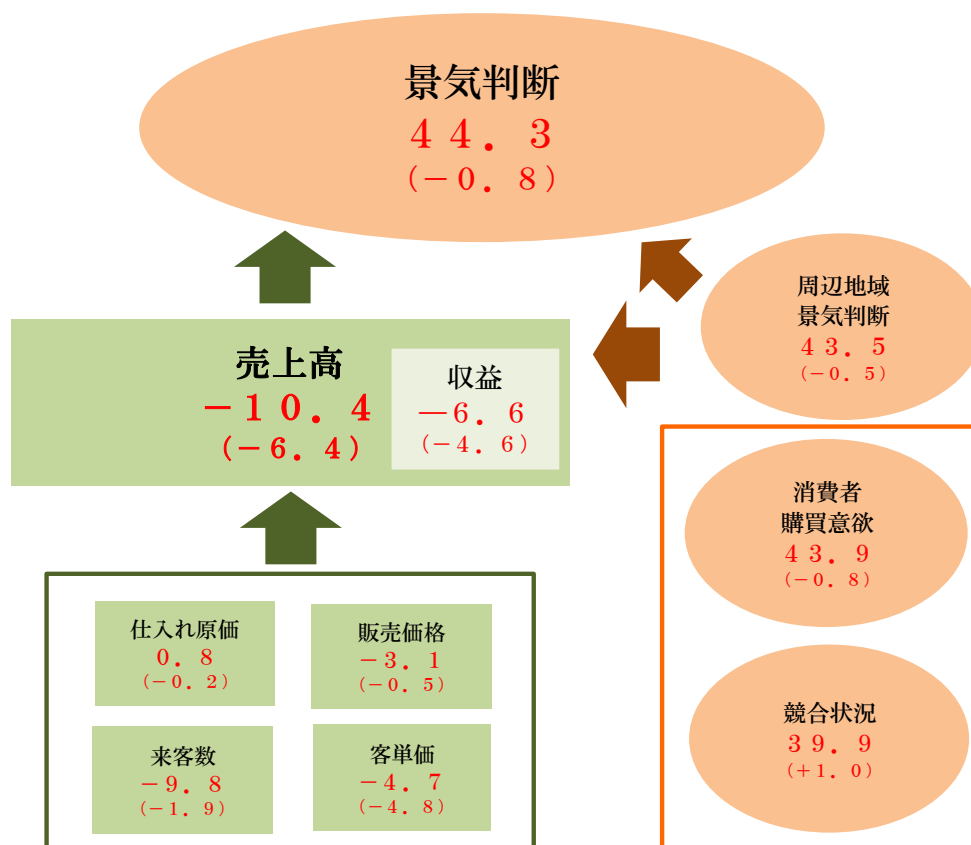 景気判断
４４．３
（－０．８）
周辺地域
景気判断
４３．５
（－０．５）
売上高
－１０．４
（－６．４）
収益
－６．６
（－４．６）
消費者
購買意欲
４３．９
（－０．８）
仕入れ原価
０．８
（－０．２）
販売価格
－３．１
（－０．５）
来客数
－９．８
（－１．９）
客単価
－４．７
（－４．８）
競合状況
３９．９
（＋１．０）